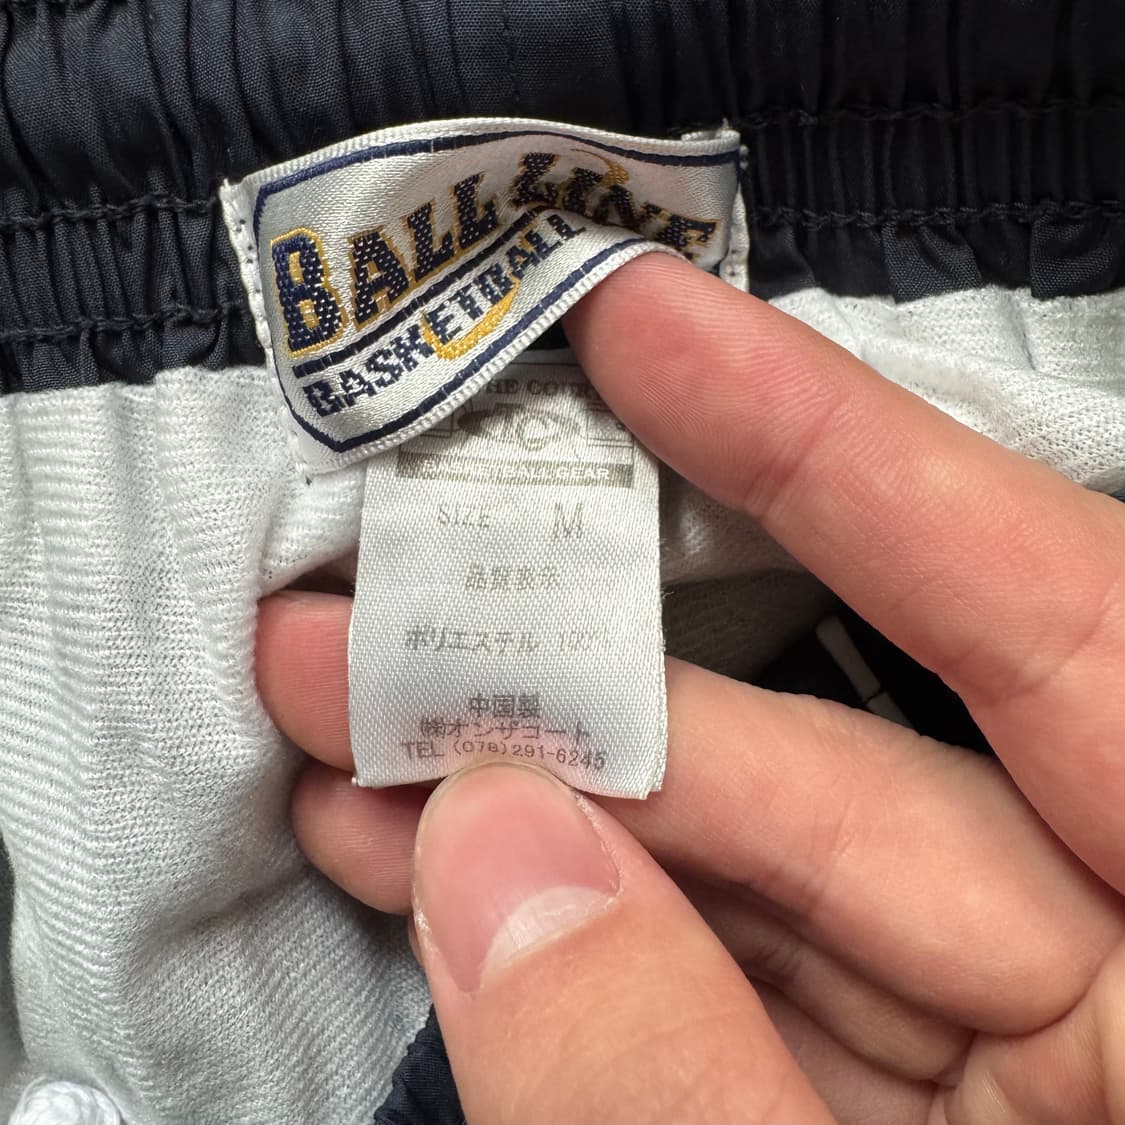 BALL LINE
BASKETBALL
SIZE M
品質表示
ポリエステル 100%
中国製
㈱オンザコート
TEL (078)291-6245